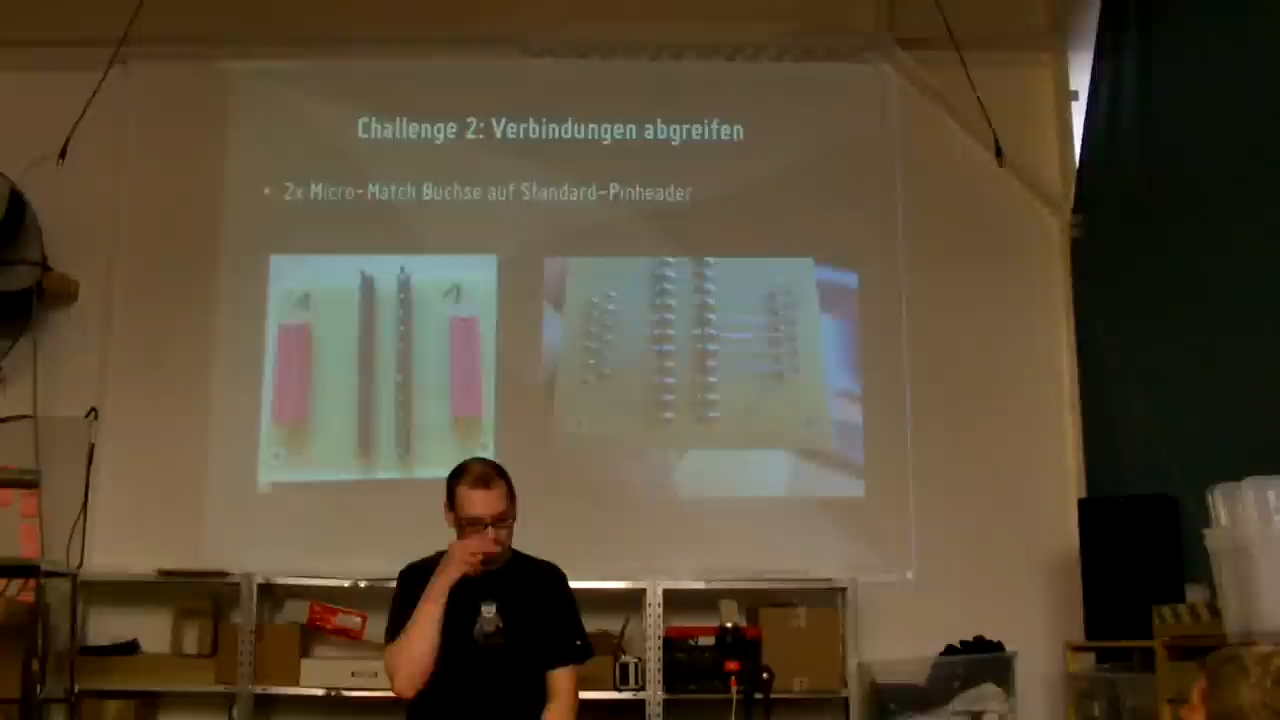 Challenge 2: Verbindungen abgreifen
• 2x Micro-Match Buchse auf Standard-Pinheader